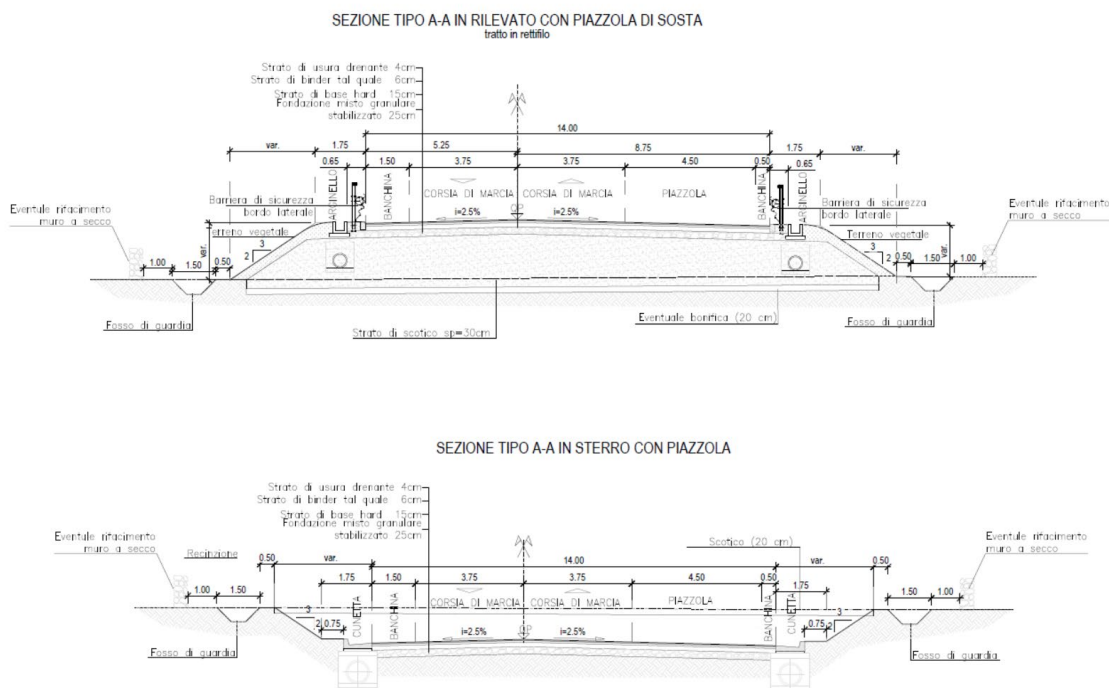 SEZIONE TIPO A-A IN RILEVATO CON PIAZZOLA DI SOSTA
tratto in rettifilo
Strato di usura drenante 4cm
Strato di binder tal quale 6cm
Strato di base hard 15cm
Fondazione misto granulare
stabilizzato 25cm
14.00
var. 1.75 5.25 8.75 1.75 var.
0.65 1.50 3.75 3.75 4.50 0.50 0.65
ARGINELLO BANCHINA CORSIA DI MARCIA CORSIA DI MARCIA PIAZZOLA BANCHINA ARGINELLO
Barriera di sicurezza
bordo laterale
Barriera di sicurezza
bordo laterale
Eventule rifacimento
muro a secco
Eventule rifacimento
muro a secco
i=2.5% i=2.5%
erreno vegetale
Terreno vegetale
var. 3 2 3 2 var.
1.00 1.50 0.50 0.50 1.50 1.00
Fosso di guardia
Strato di scotico sp=30cm
Eventuale bonifica (20 cm)
Fosso di guardia
SEZIONE TIPO A-A IN STERRO CON PIAZZOLA
Strato di usura drenante 4cm
Strato di binder tal quale 6cm
Strato di base hard 15cm
Fondazione misto granulare
stabilizzato 25cm
Eventule rifacimento
muro a secco
Recinzione
Scotico (20 cm)
Eventule rifacimento
muro a secco
0.50 var. 14.00 var. 0.50
1.00 1.50 1.75 1.50 3.75 3.75 4.50 0.50 1.75 1.50 1.00
CUNETTA BANCHINA CORSIA DI MARCIA CORSIA DI MARCIA PIAZZOLA BANCHINA CUNETTA
3 2 0.75 i=2.5% i=2.5% 0.75 2 3
Fosso di guardia
Fosso di guardia